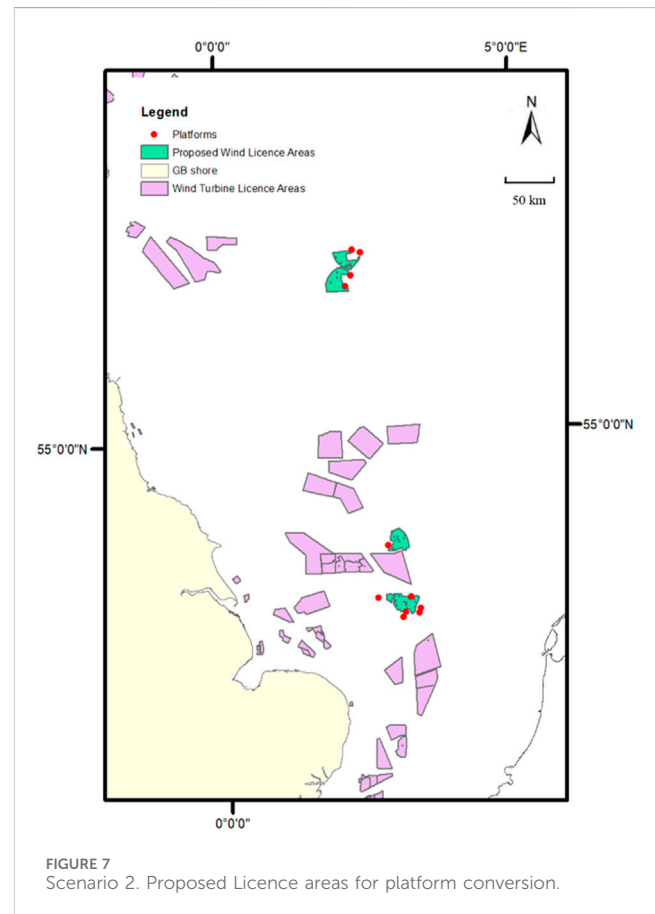 0°0'0"
5°0'0"E
Legend
Platforms
Proposed Wind Licence Areas
GB shore
Wind Turbine Licence Areas
N
50 km
55°0'0"N
55°0'0"N
0°0'0"
FIGURE 7
Scenario 2. Proposed Licence areas for platform conversion.